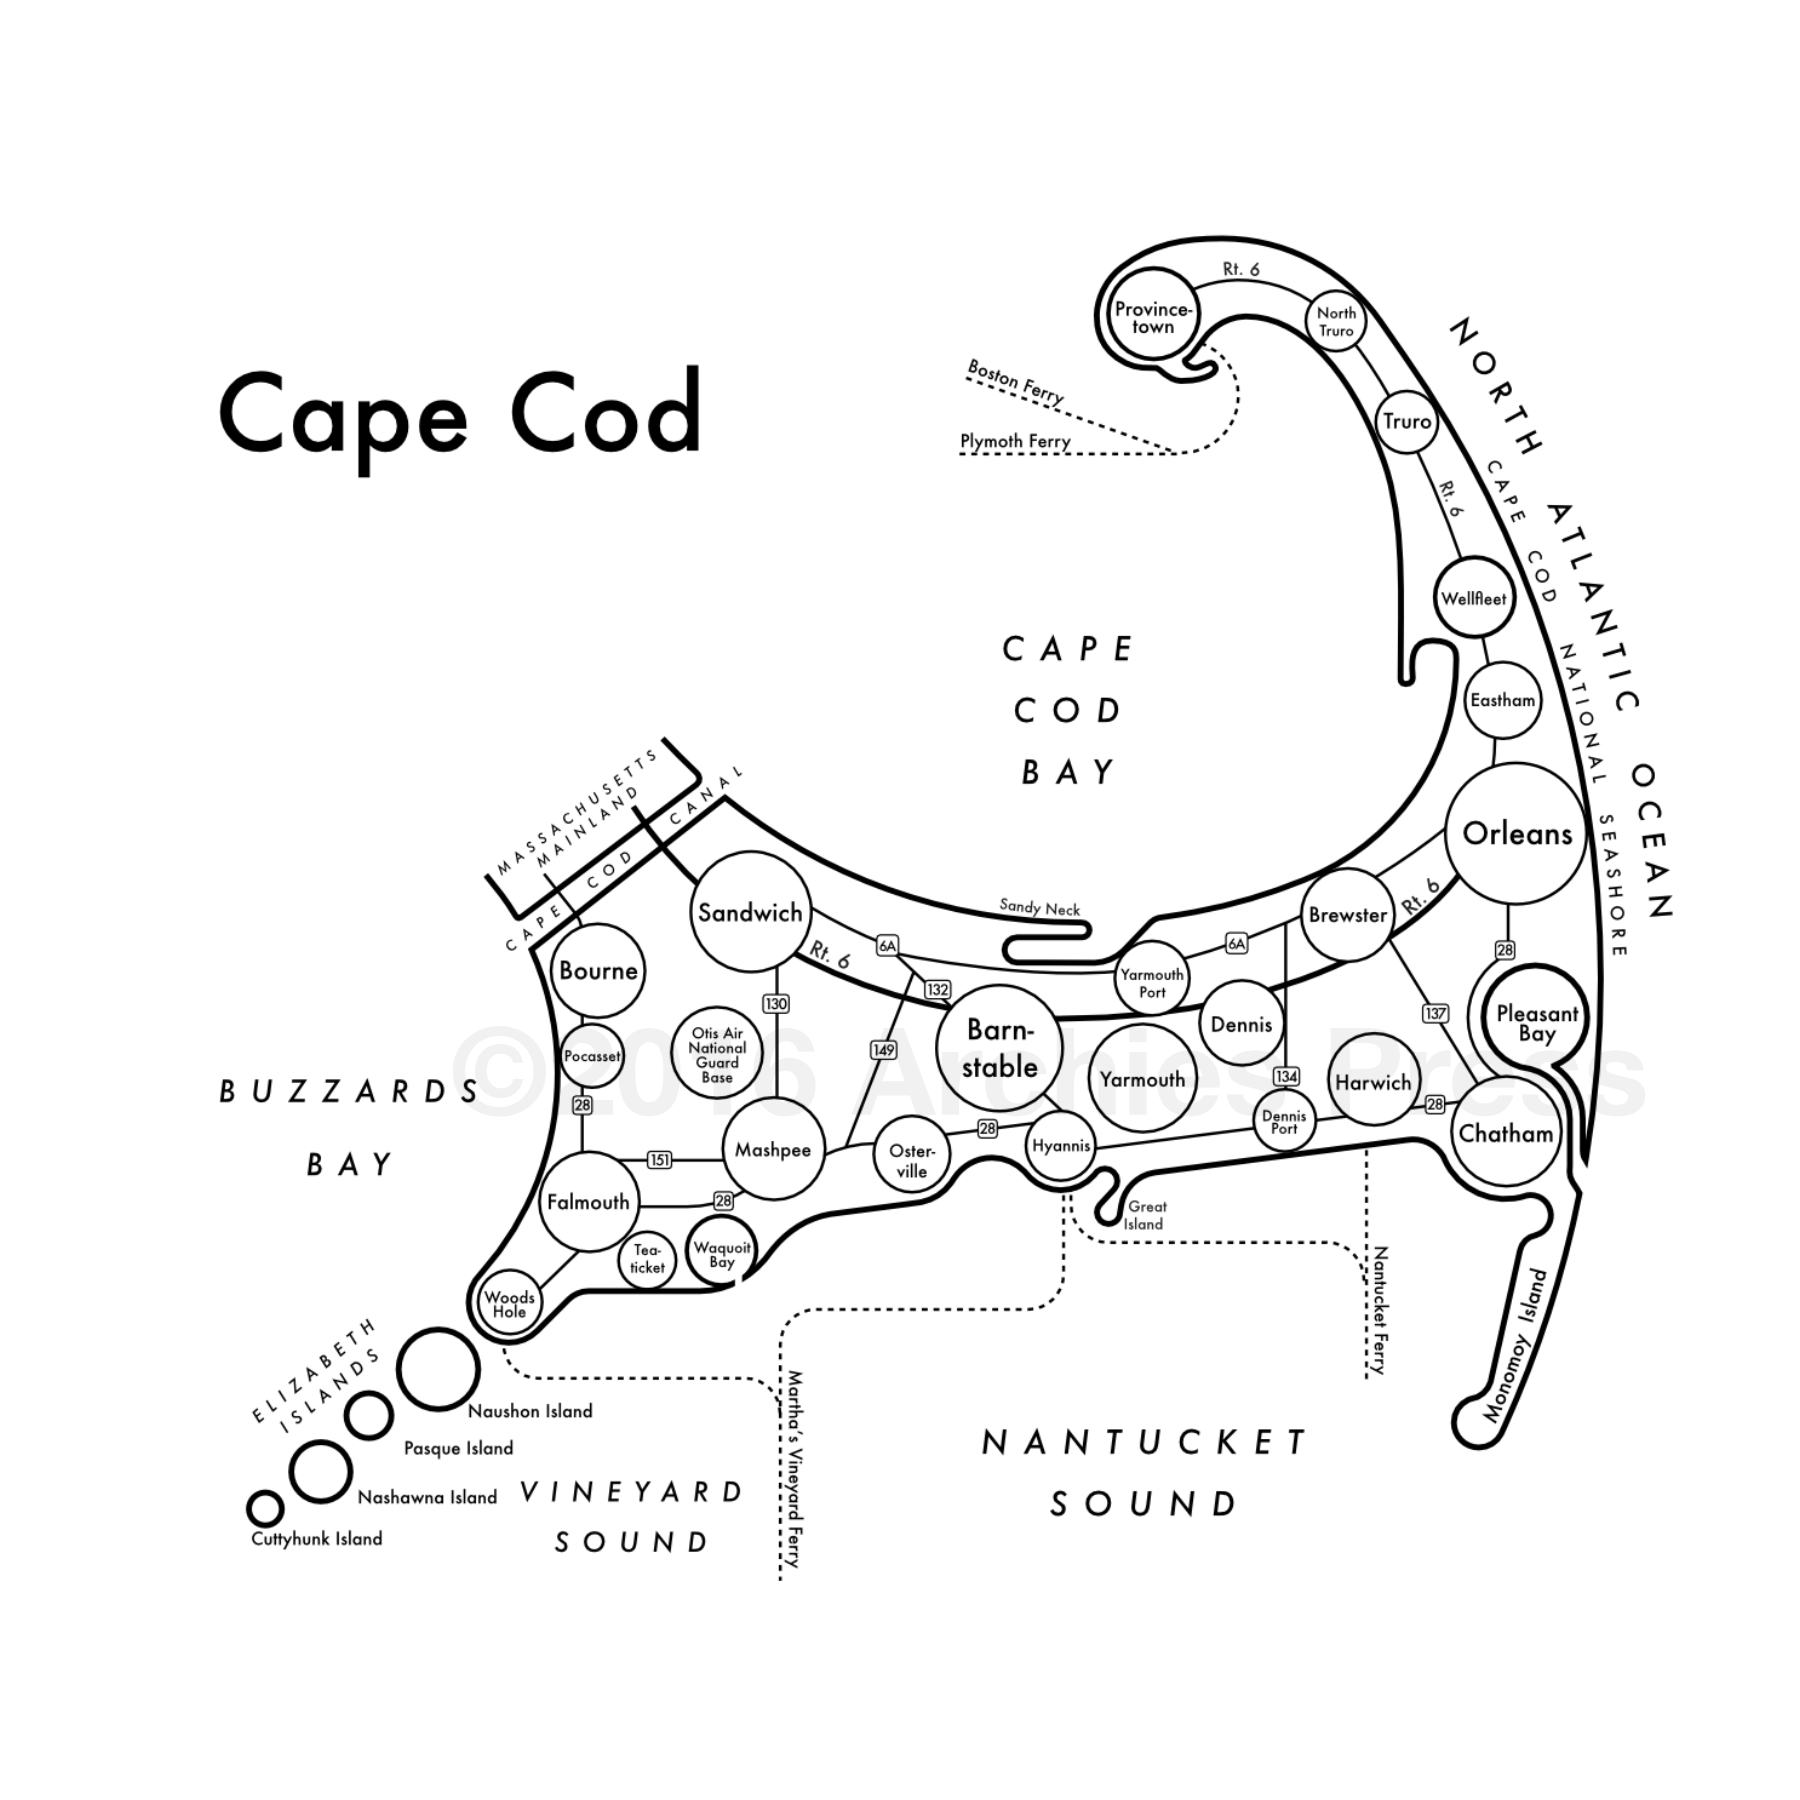 Cape Cod
Rt. 6
Province-
town
North
Truro
Boston Ferry
Plymoth Ferry
Truro
Rt. 6
NORTH ATLANTIC OCEAN
CAPE COD NATIONAL SEASHORE
Wellfleet
CAPE
COD
BAY
Eastham
Orleans
MASSACHUSETTS
MAINLAND
CAPE COD CANAL
Sandwich
Sandy Neck
Brewster
Rt. 6
6A
6A
Rt. 6
28
Bourne
132
Yarmouth
Port
130
Pleasant
Bay
137
Dennis
Barn-
stable
Otis Air
National
Guard
Base
Pocasset
149
©2016 Archies Press
Yarmouth
134
Harwich
BUZZARDS
BAY
28
28
Dennis
Port
28
Chatham
Hyannis
Oster-
ville
Mashpee
151
Falmouth
28
Great
Island
Tea-
ticket
Waquoit
Bay
Woods
Hole
Nantucket Ferry
Monomoy Island
ELIZABETH
ISLANDS
Naushon Island
Pasque Island
Nashawna Island
Cuttyhunk Island
Martha's Vineyard Ferry
VINEYARD
SOUND
NANTUCKET
SOUND